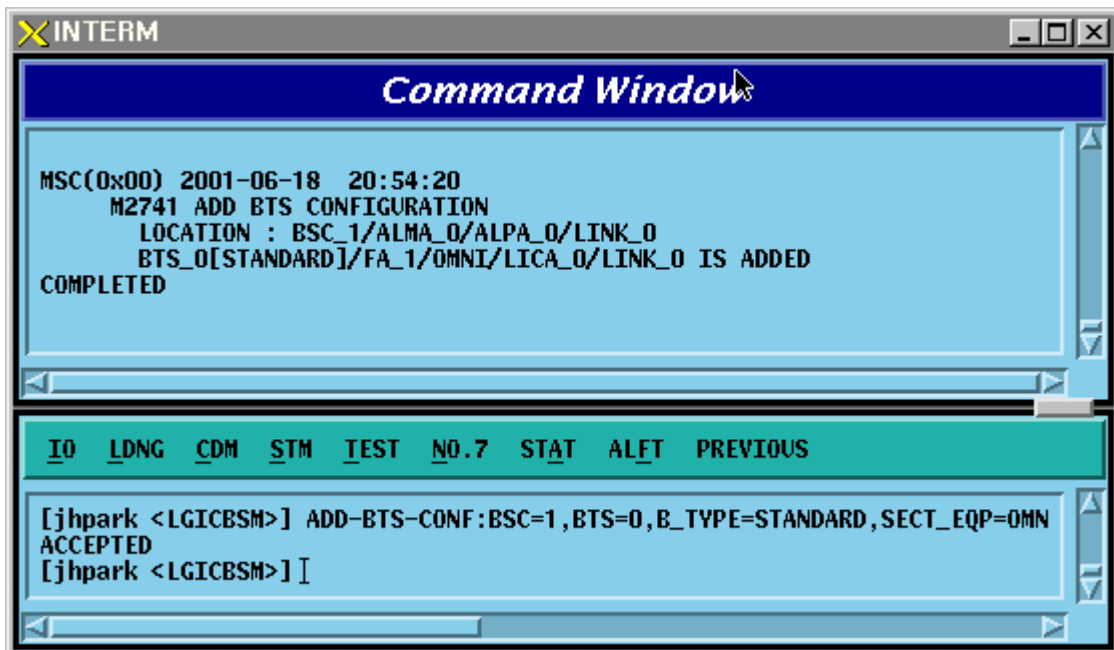 INTERM
Command Window
MSC(0x00) 2001-06-18 20:54:20
M2741 ADD BTS CONFIGURATION
LOCATION : BSC_1/ALMA_0/ALPA_0/LINK_0
BTS_0[STANDARD]/FA_1/OMNI/LICA_0/LINK_0 IS ADDED
COMPLETED
IO LDNG CDM STM TEST NO.7 STAT ALFT PREVIOUS
[jhpark <LGICBSM>] ADD-BTS-CONF:BSC=1,BTS=0,B_TYPE=STANDARD,SECT_EQP=OMN
ACCEPTED
[jhpark <LGICBSM>]